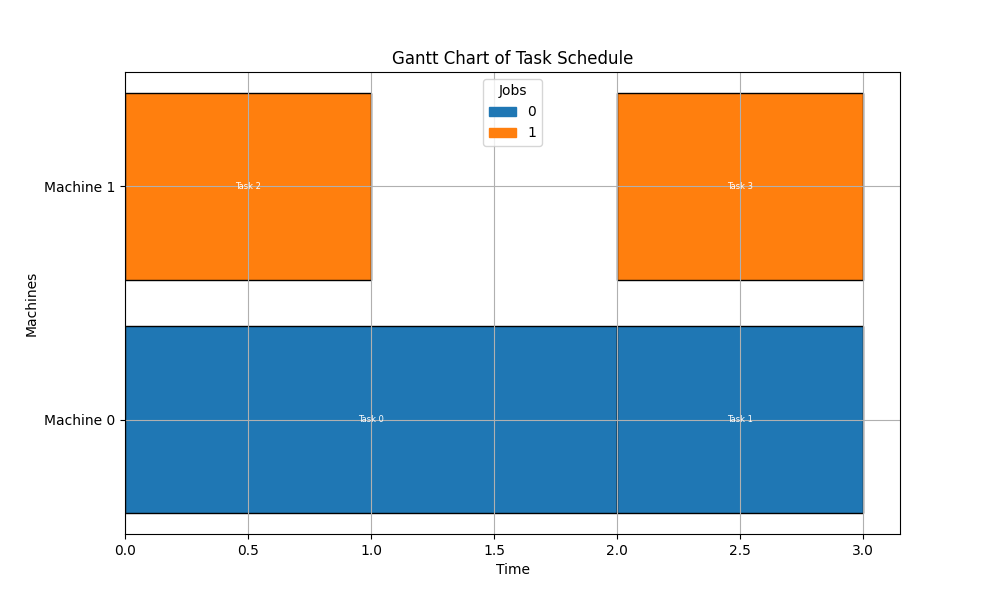 Gantt Chart of Task Schedule
Jobs
0
1
Machine 1
Task 2
Task 3
Machines
Machine 0
Task 0
Task 1
0.0 0.5 1.0 1.5 2.0 2.5 3.0
Time